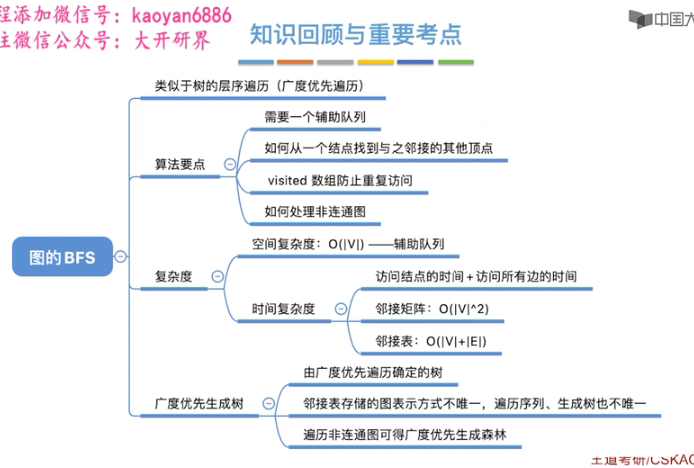 程添加微信号：kaoyan6886
注微信公众号：大开研界
中国大
知识回顾与重要考点
类似于树的层序遍历（广度优先遍历）
需要一个辅助队列
如何从一个结点找到与之邻接的其他顶点
算法要点
visited 数组防止重复访问
如何处理非连通图
图的BFS
空间复杂度：O(|V|) ——辅助队列
复杂度
访问结点的时间＋访问所有边的时间
时间复杂度
邻接矩阵：O(|V|^2)
邻接表：O(|V|+|E|)
由广度优先遍历确定的树
广度优先生成树
邻接表存储的图表示方式不唯一，遍历序列、生成树也不唯一
遍历非连通图可得广度优先生成森林
王道考研/CSKAO